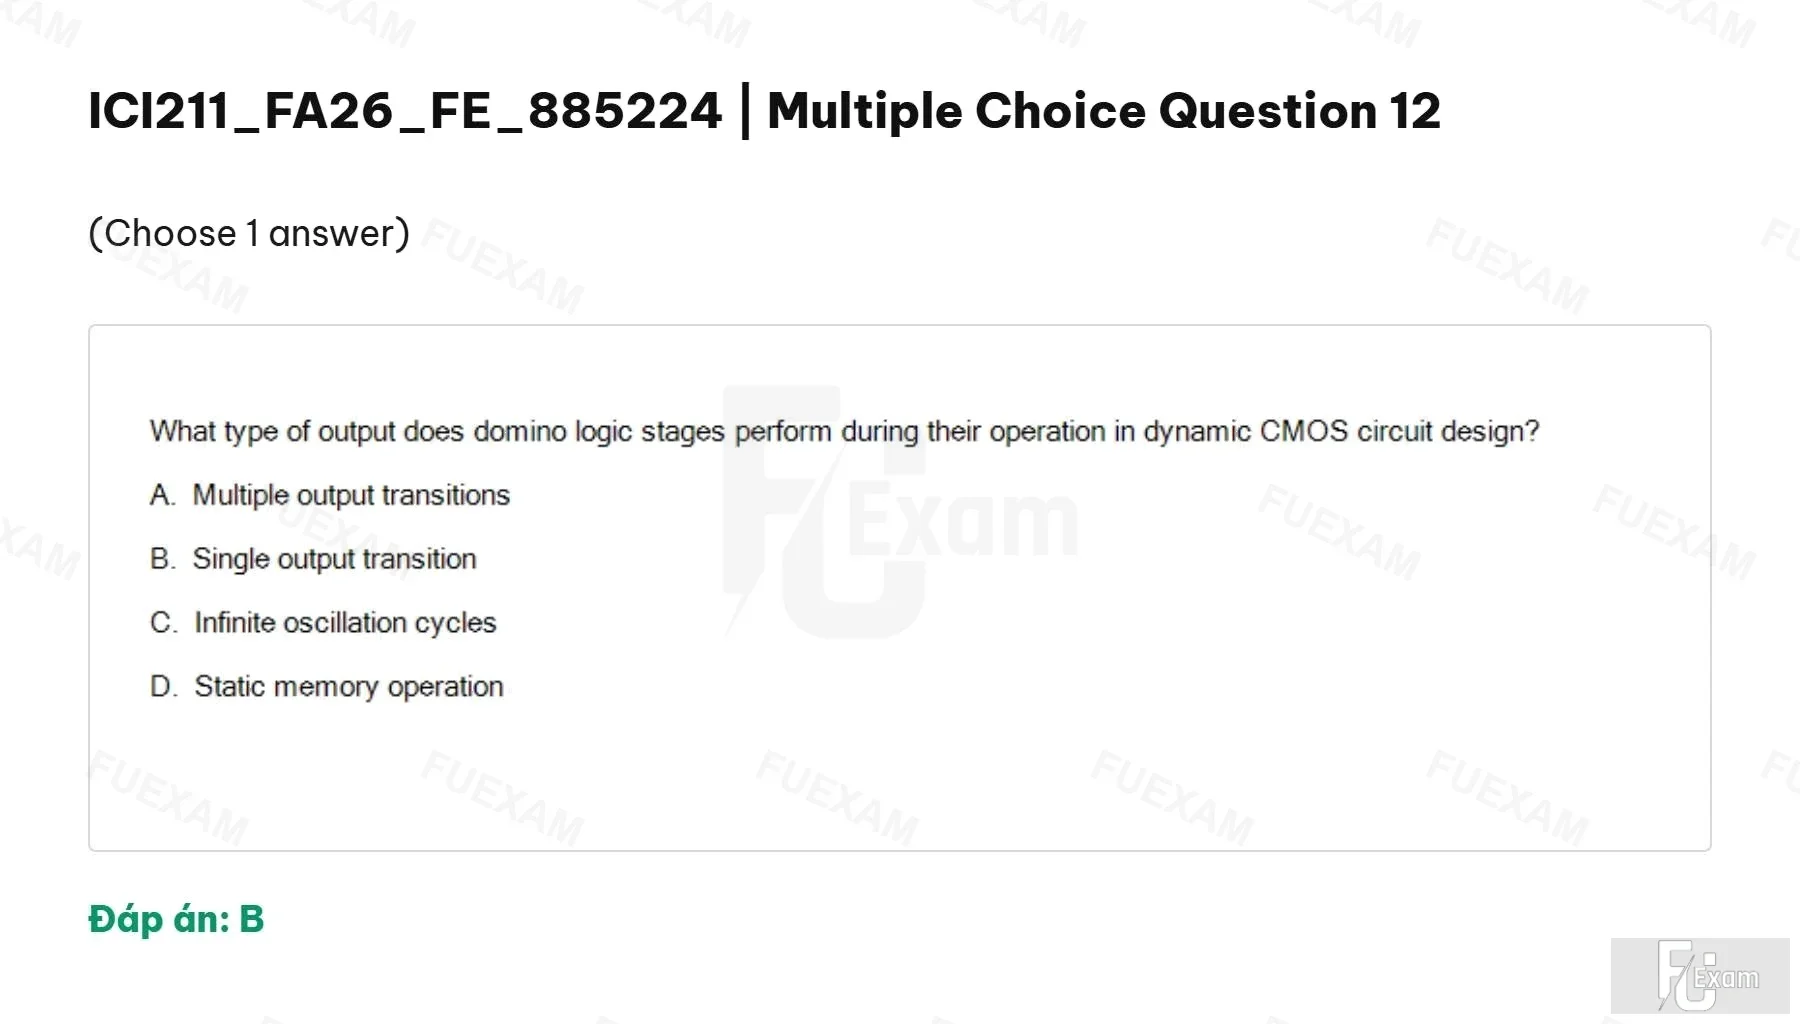 ICI211_FA26_FE_885224 | Multiple Choice Question 12
(Choose 1 answer)
What type of output does domino logic stages perform during their operation in dynamic CMOS circuit design?
A. Multiple output transitions
B. Single output transition
C. Infinite oscillation cycles
D. Static memory operation
Đáp án: B
FUExam